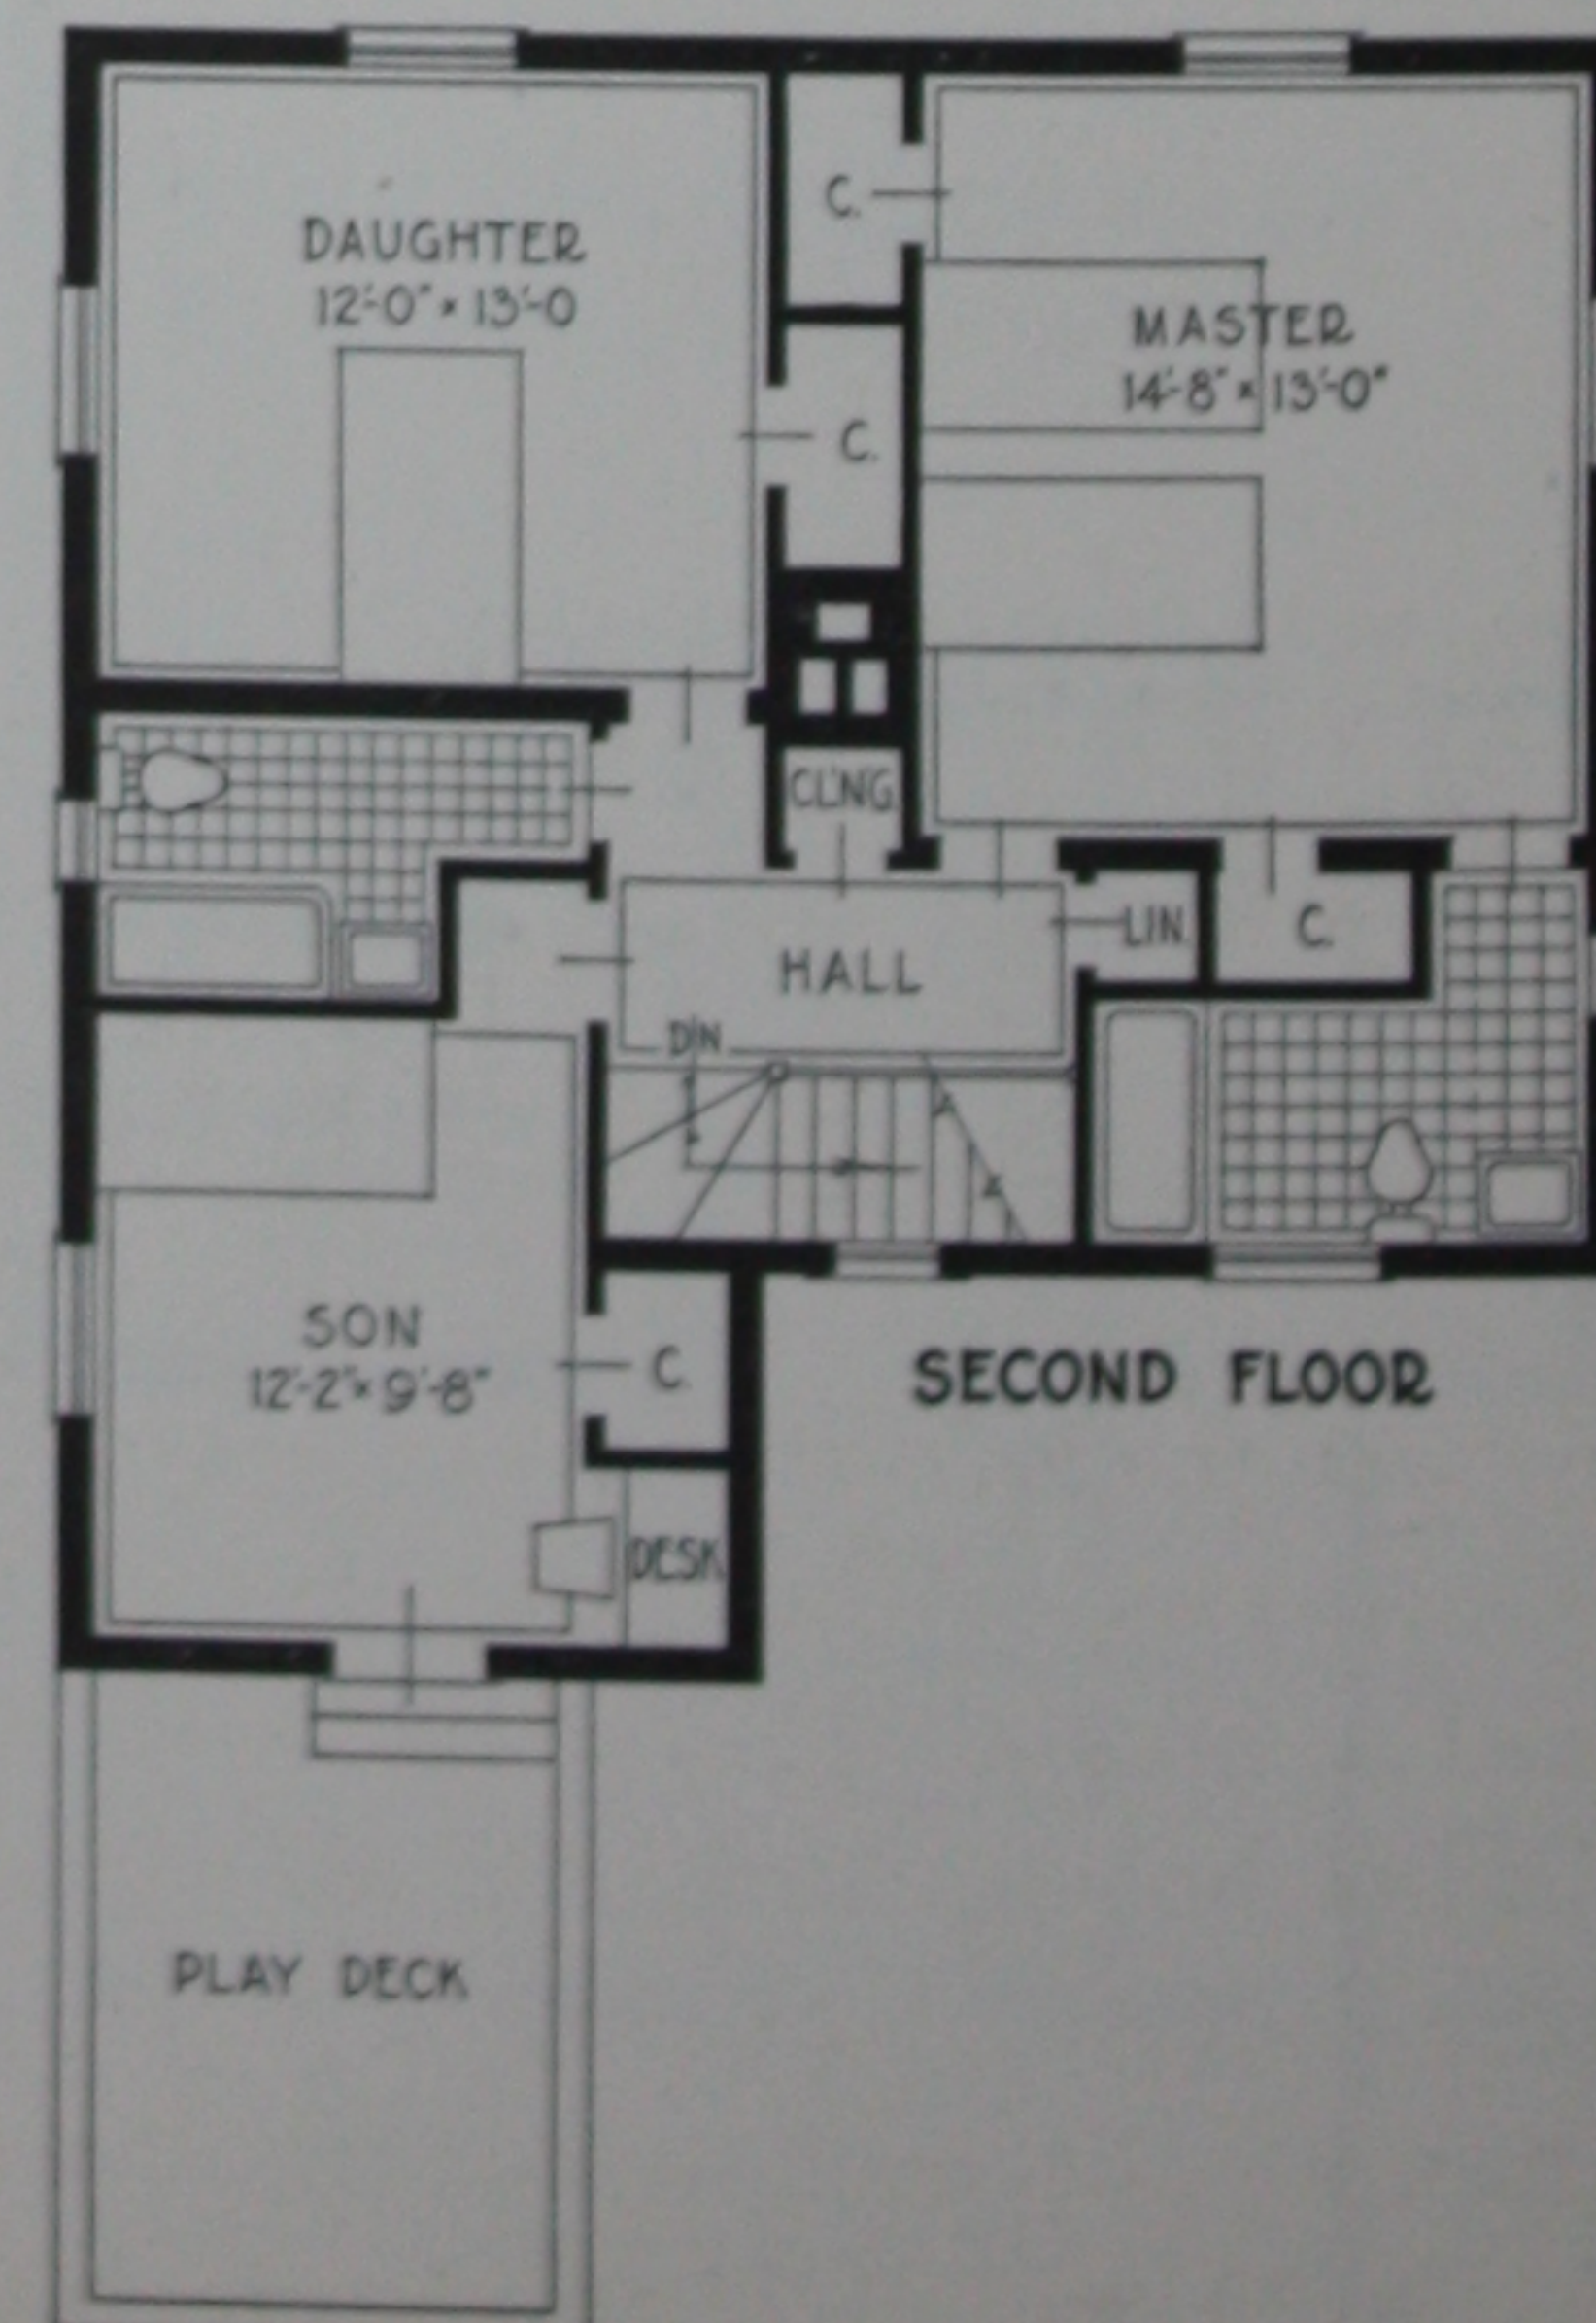 DAUGHTER
12'-0" x 13'-0
C.
MASTER
14'-8" x 13'-0"
C.
CL'NG.
LIN.
C.
HALL
D'N
SON
12'-2" x 9'-8"
C.
SECOND FLOOR
DESK
PLAY DECK